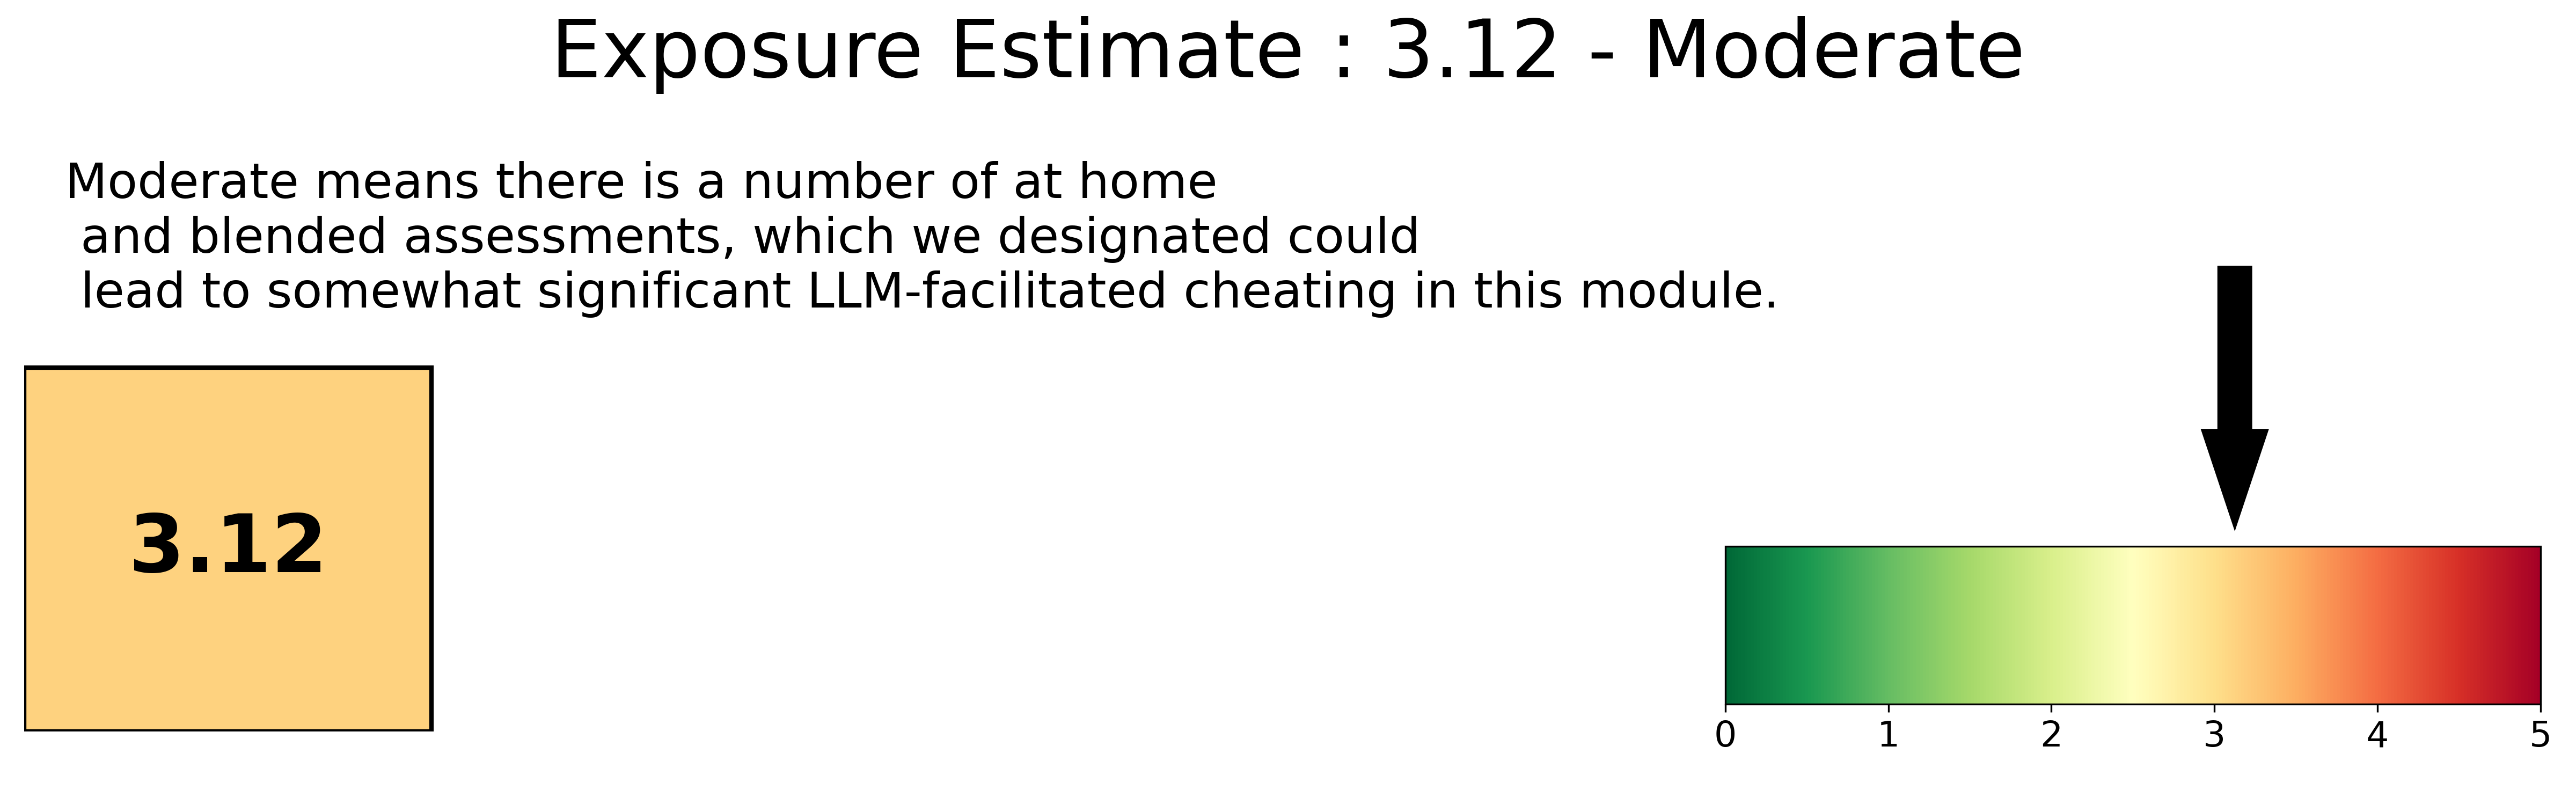 Exposure Estimate : 3.12 - Moderate
Moderate means there is a number of at home
and blended assessments, which we designated could
lead to somewhat significant LLM-facilitated cheating in this module.
3.12
0 1 2 3 4 5